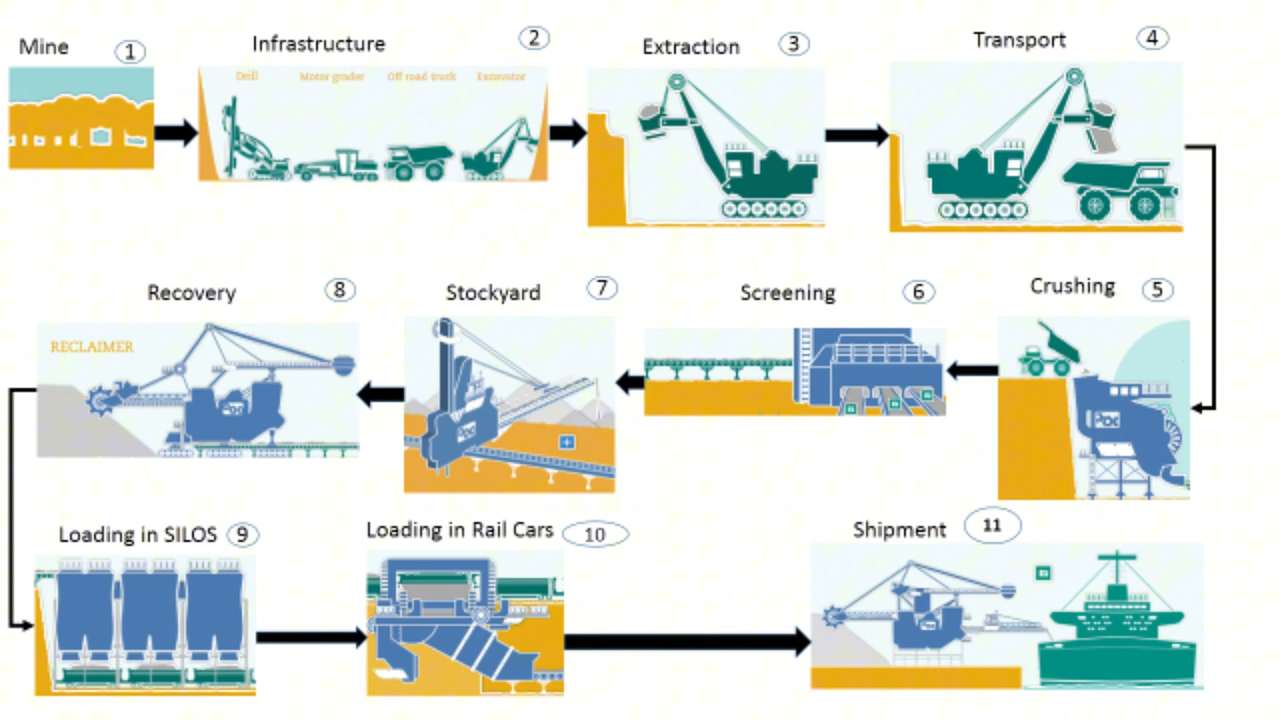 Mine 1
Infrastructure 2
Drill Motor grader Off road truck Excavator
Extraction 3
Transport 4
Recovery 8
RECLAIMER
Stockyard 7
Screening 6
Crushing 5
Loading in SILOS 9
Loading in Rail Cars 10
Shipment 11